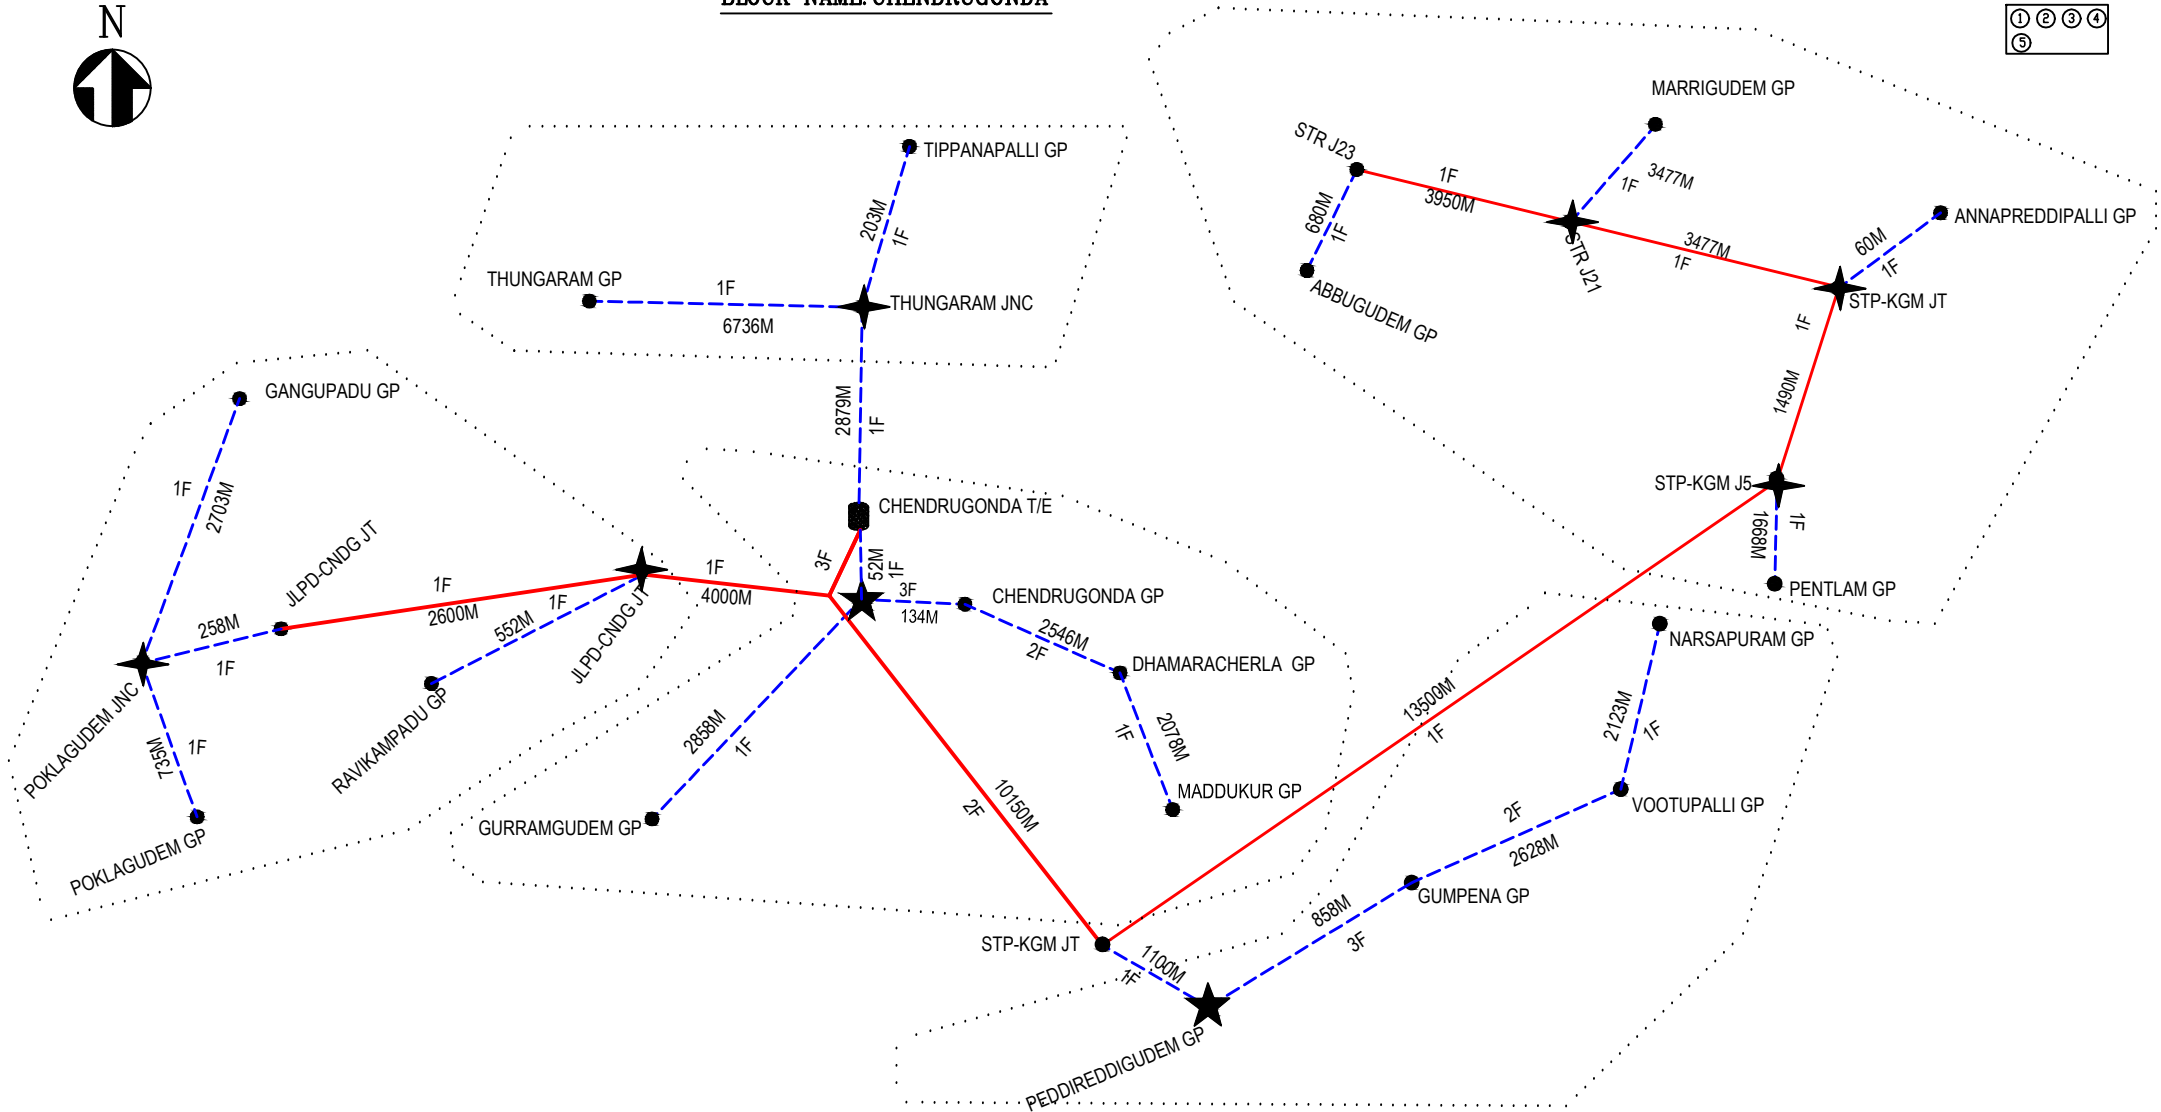 BLOCK NAME: CHENDRUGONDA
N
1 2 3 4
5
MARRIGUDEM GP
STR J23
1F
3950M
1F
3477M
680M
1F
ABBUGUDEM GP
STR J21
3477M
1F
60M
1F
ANNAPREDDIPALLI GP
STP-KGM JT
1F
1490M
STP-KGM J5
1668M
1F
PENTLAM GP
TIPPANAPALLI GP
203M
1F
THUNGARAM GP
1F
6736M
THUNGARAM JNC
2879M
1F
CHENDRUGONDA T/E
GANGUPADU GP
1F
2703M
JLPD-CNDG JT
258M
1F
1F
2600M
POKLAGUDEM JNC
735M
1F
POKLAGUDEM GP
1F
552M
RAVIKAMPADU GP
JLPD-CNDG JT
1F
4000M
3F
52M
1F
3F
134M
CHENDRUGONDA GP
2546M
2F
DHAMARACHERLA GP
2078M
1F
MADDUKUR GP
2858M
1F
GURRAMGUDEM GP
10150M
2F
13500M
1F
NARSAPURAM GP
2123M
1F
VOOTUPALLI GP
2F
2628M
GUMPENA GP
858M
3F
STP-KGM JT
1100M
1F
PEDDIREDDIGUDEM GP